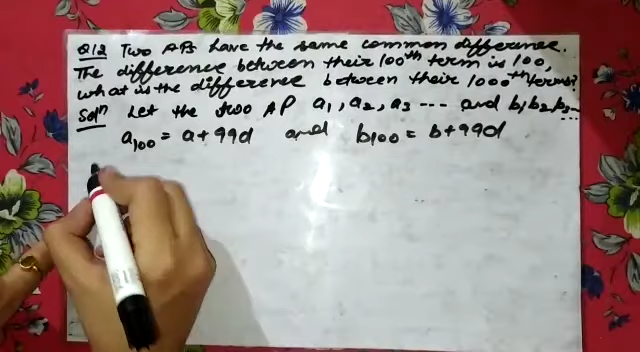 Q12 Two APs have the same common difference.
The difference between their 100th term is 100,
what is the difference between their 1000th terms?
Soln Let the two AP a1, a2, a3 --- and b1 b2 b3 ---
a100 = a + 99d and b100 = b + 99d